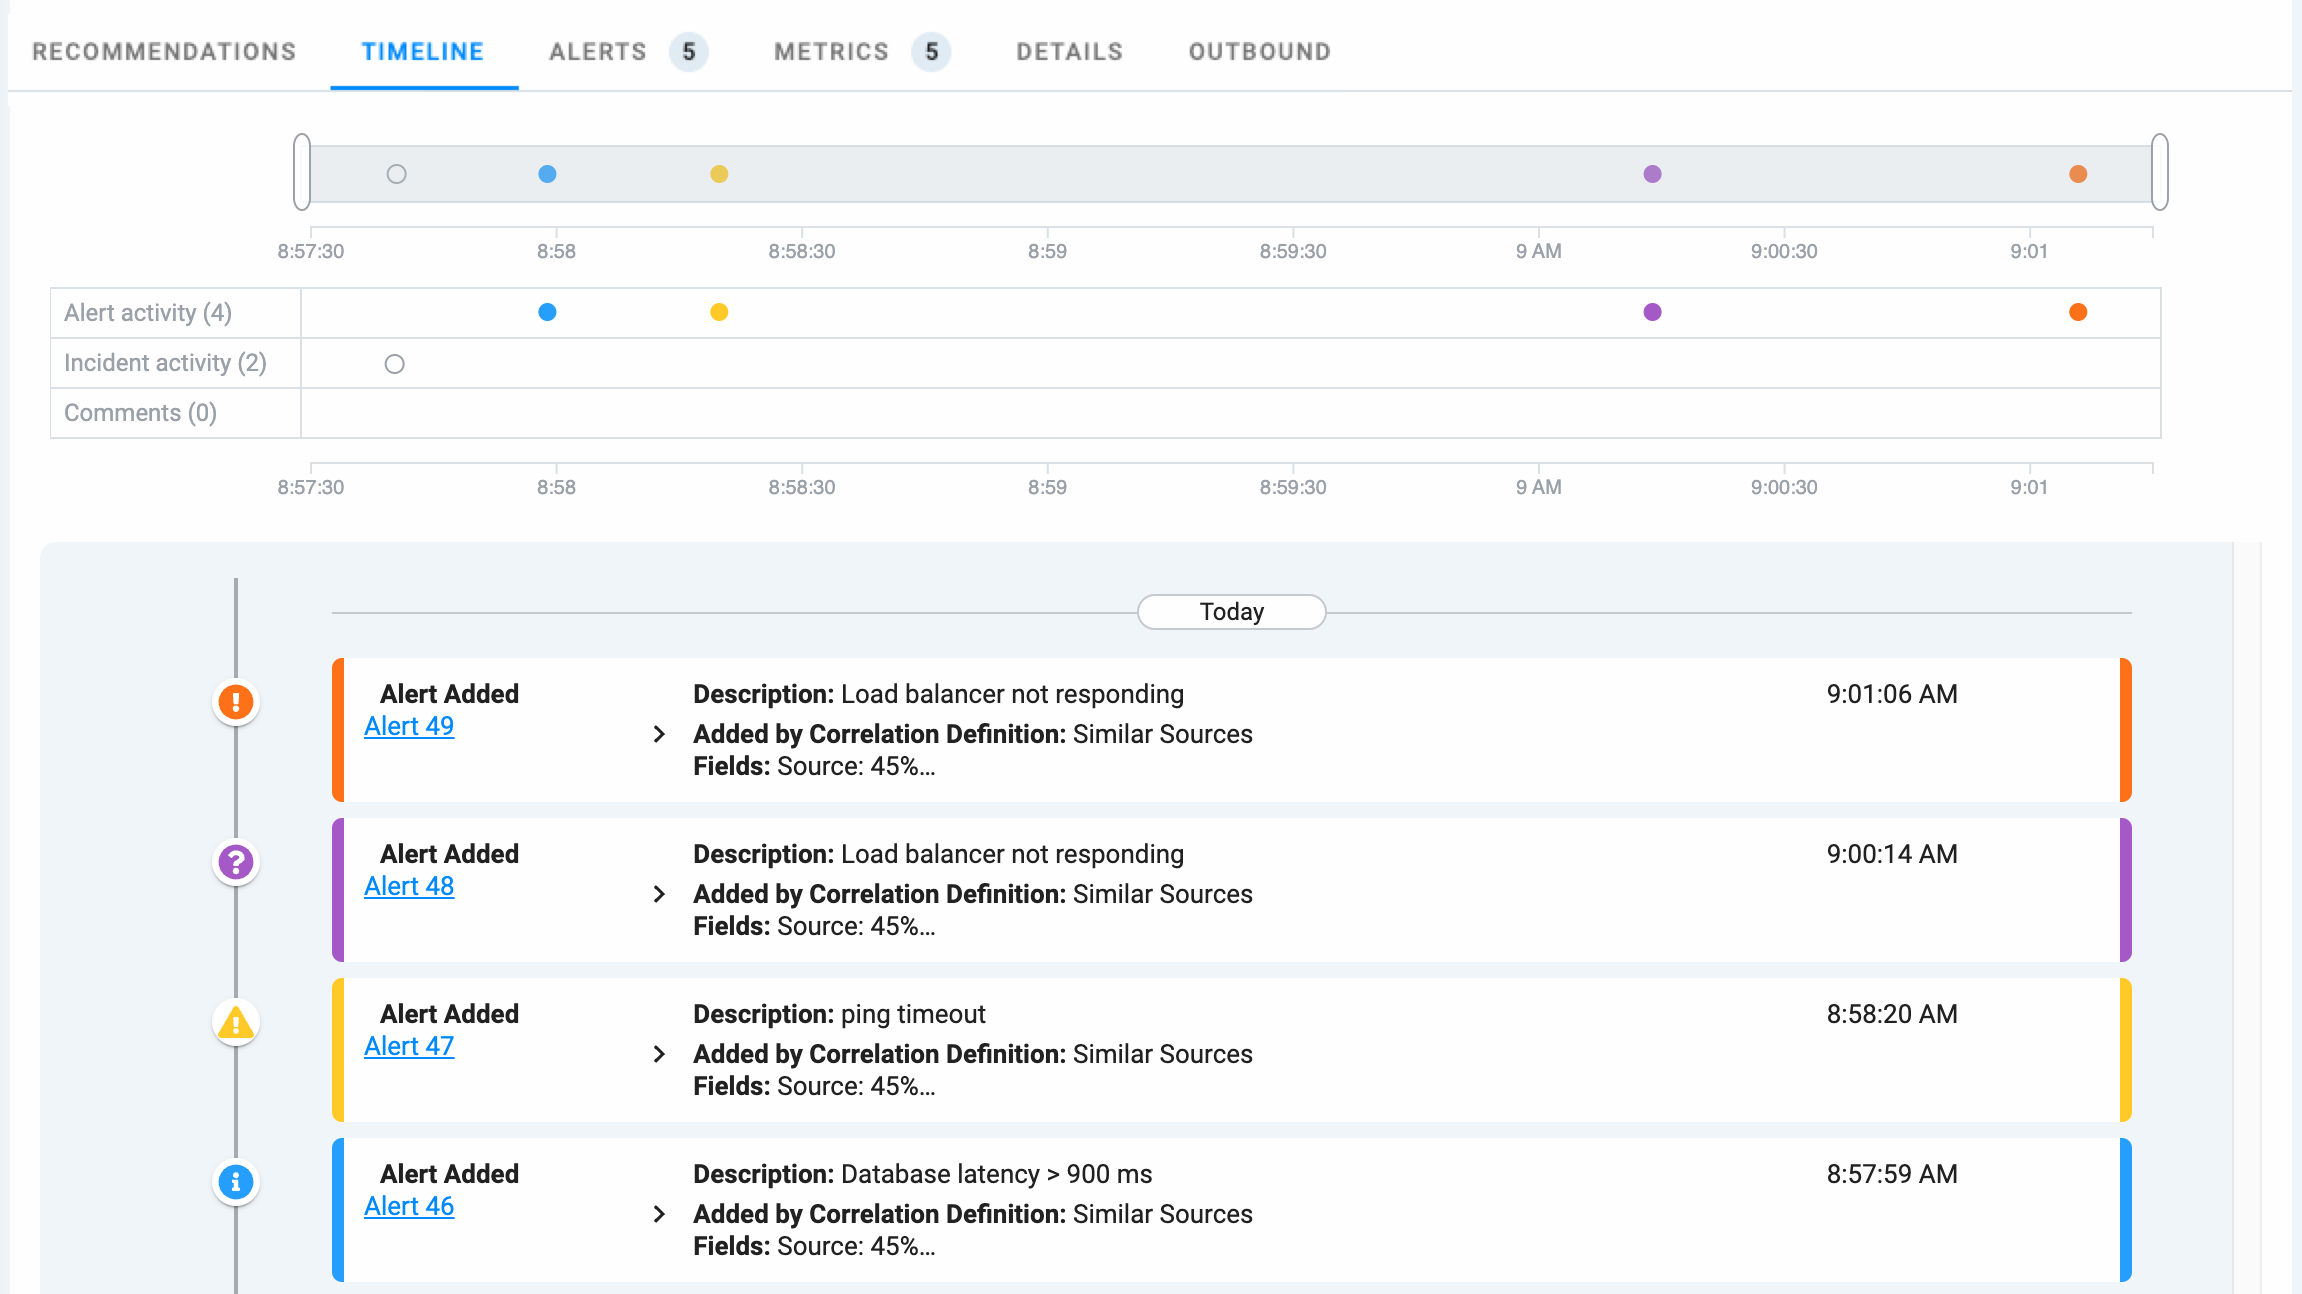 RECOMMENDATIONS TIMELINE ALERTS 5 METRICS 5 DETAILS OUTBOUND
8:57:30 8:58 8:58:30 8:59 8:59:30 9 AM 9:00:30 9:01
Alert activity (4)
Incident activity (2)
Comments (0)
8:57:30 8:58 8:58:30 8:59 8:59:30 9 AM 9:00:30 9:01
Today
Alert Added Description: Load balancer not responding 9:01:06 AM
Alert 49
Added by Correlation Definition: Similar Sources
Fields: Source: 45%...
Alert Added Description: Load balancer not responding 9:00:14 AM
Alert 48
Added by Correlation Definition: Similar Sources
Fields: Source: 45%...
Alert Added Description: ping timeout 8:58:20 AM
Alert 47
Added by Correlation Definition: Similar Sources
Fields: Source: 45%...
Alert Added Description: Database latency > 900 ms 8:57:59 AM
Alert 46
Added by Correlation Definition: Similar Sources
Fields: Source: 45%...